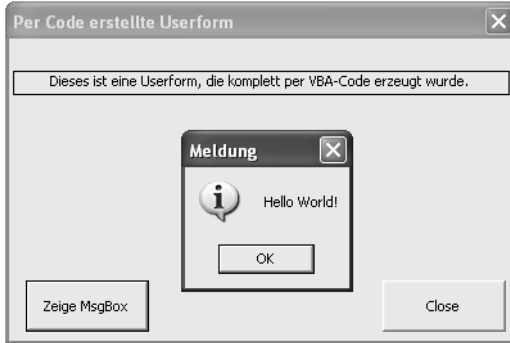 Per Code erstellte Userform
Dieses ist eine Userform, die komplett per VBA-Code erzeugt wurde.
Meldung
Hello World!
OK
Zeige MsgBox
Close